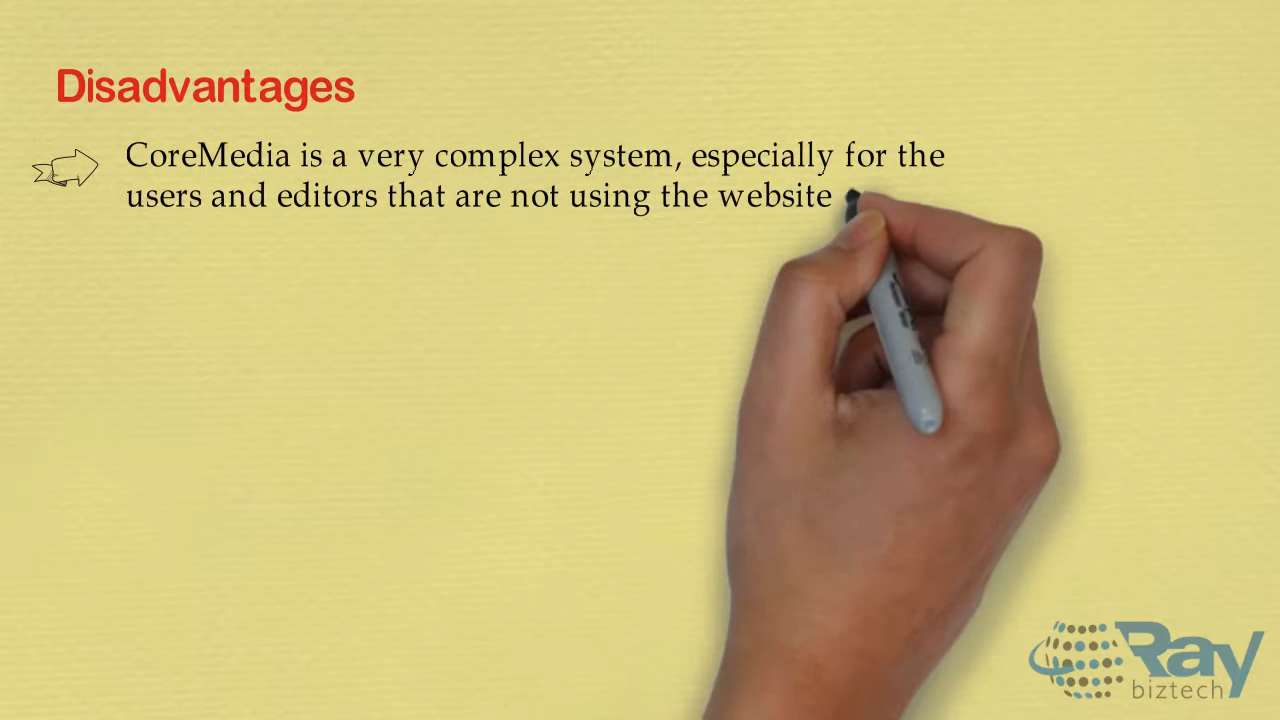 Disadvantages
CoreMedia is a very complex system, especially for the
users and editors that are not using the website
Ray
biztech